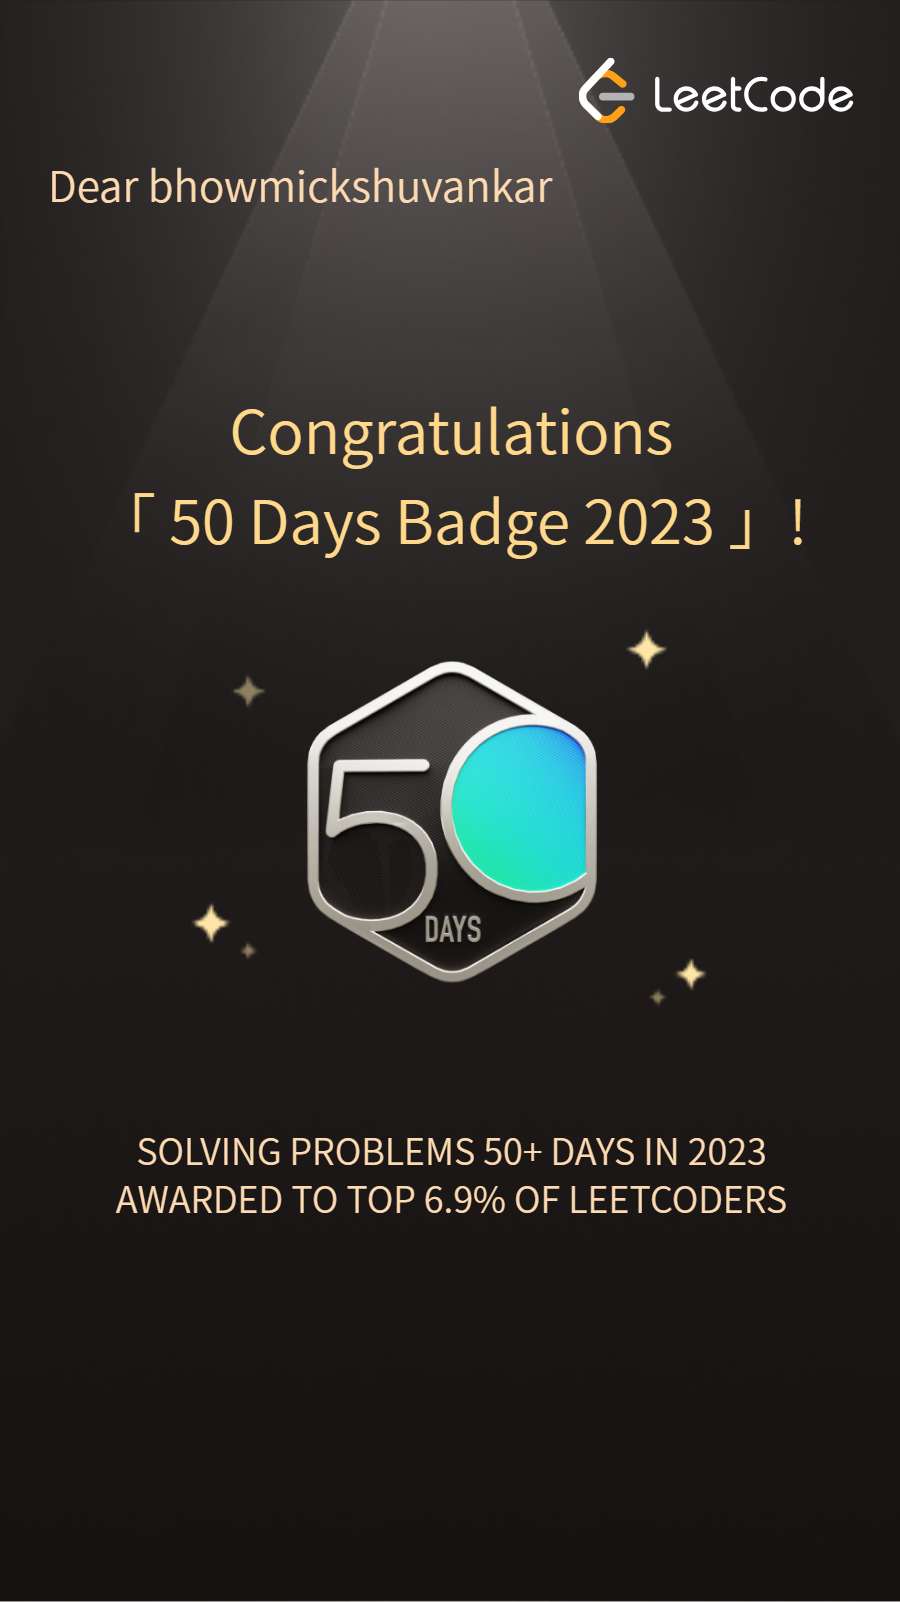 LeetCode
Dear bhowmickshuvankar
Congratulations
「 50 Days Badge 2023 」 !
50
DAYS
SOLVING PROBLEMS 50+ DAYS IN 2023
AWARDED TO TOP 6.9% OF LEETCODERS